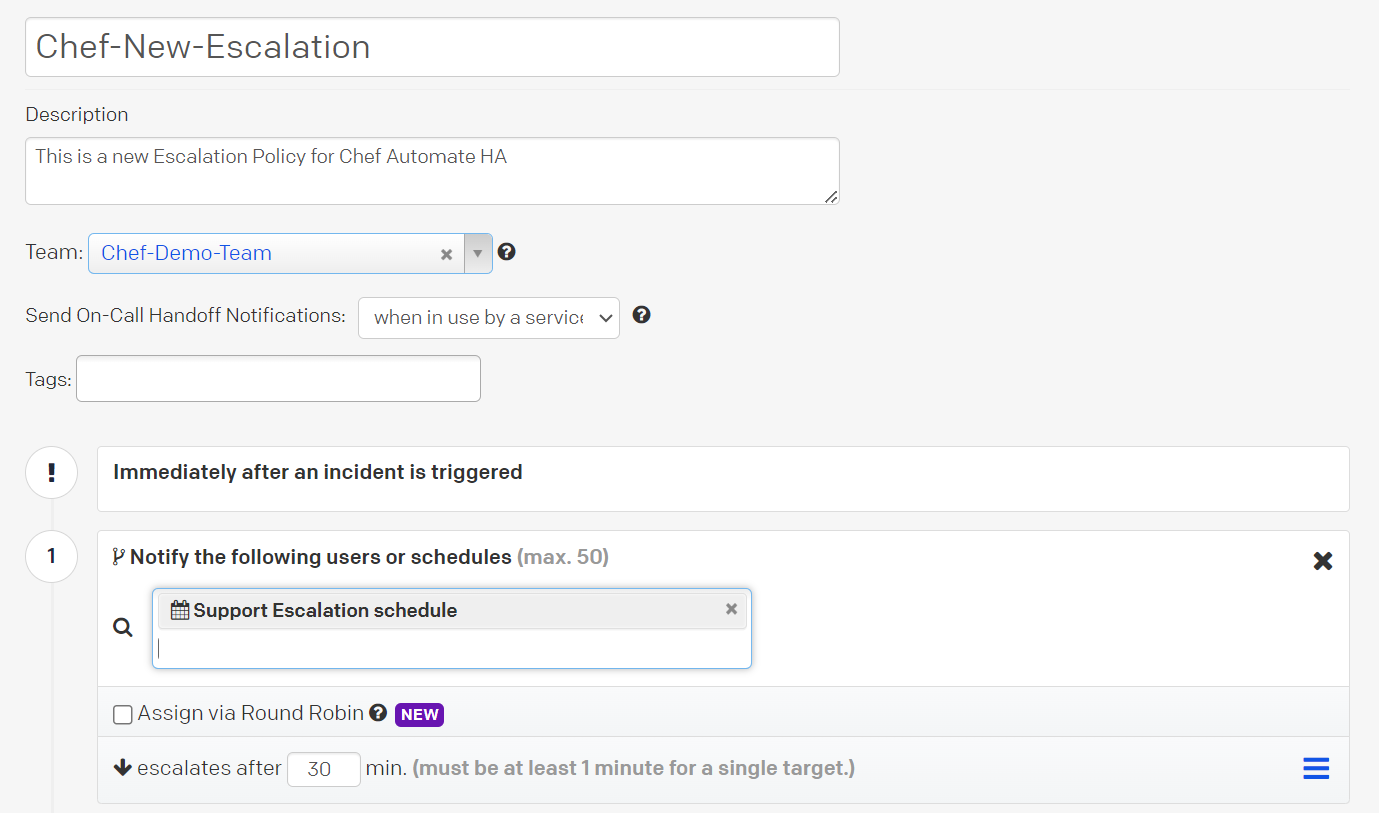 Chef-New-Escalation
Description
This is a new Escalation Policy for Chef Automate HA
Team: Chef-Demo-Team
Send On-Call Handoff Notifications: when in use by a service
Tags:
! Immediately after an incident is triggered
1 Notify the following users or schedules (max. 50)
Support Escalation schedule
Assign via Round Robin NEW
escalates after 30 min. (must be at least 1 minute for a single target.)